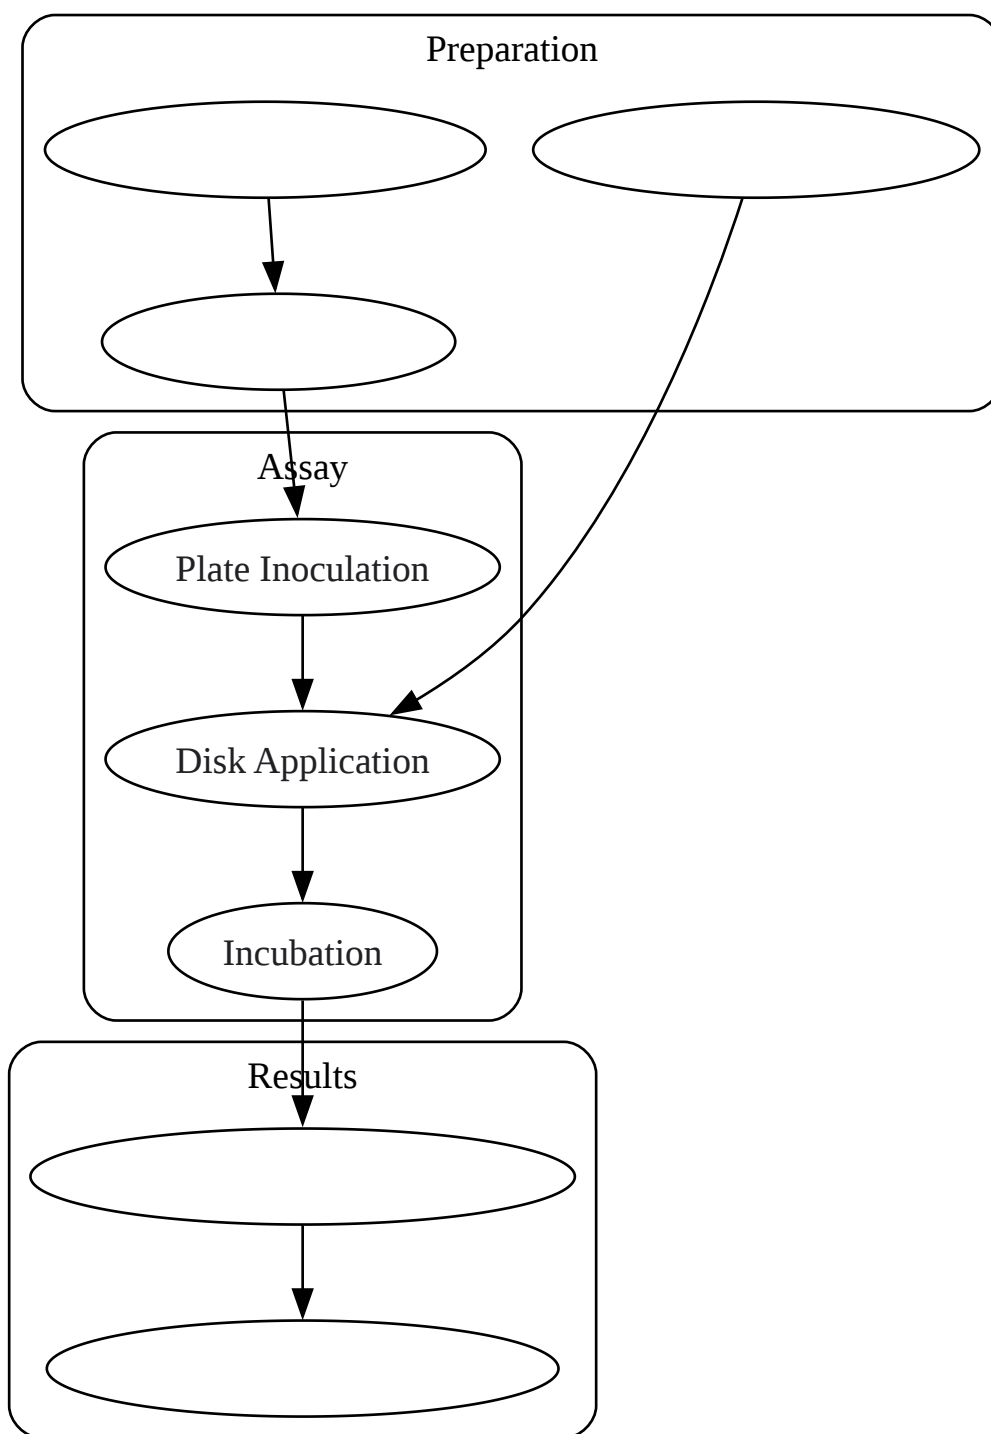 Preparation
Assay
Plate Inoculation
Disk Application
Incubation
Results